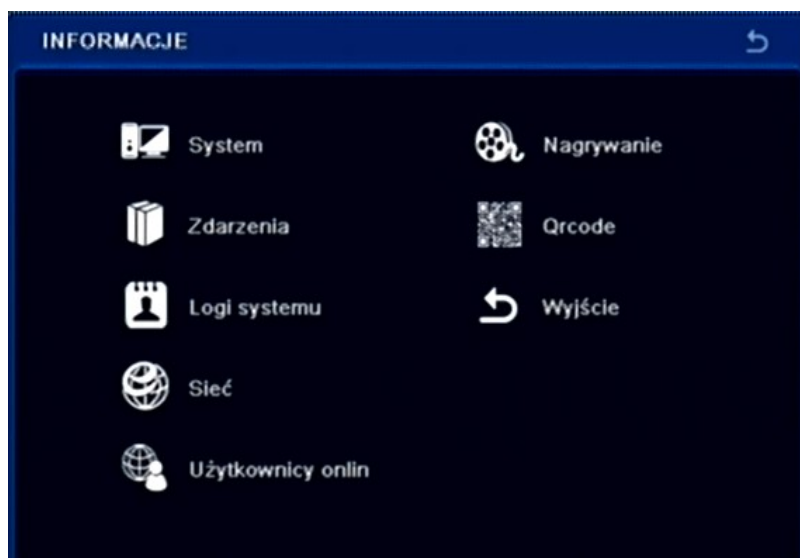 INFORMACJE
System
Zdarzenia
Logi systemu
Sieć
Użytkownicy onlin
Nagrywanie
Qrcode
Wyjście